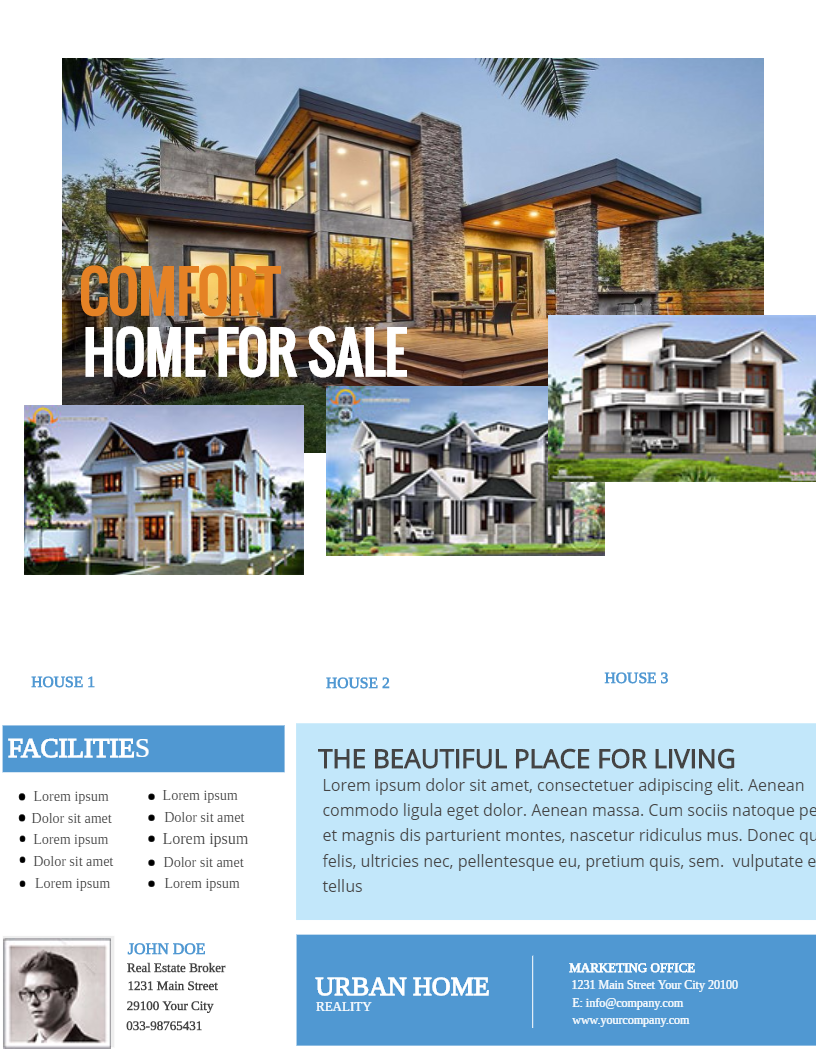 COMFORT
HOME FOR SALE
38
38
HOUSE 1
HOUSE 2
HOUSE 3
FACILITIES
Lorem ipsum
Dolor sit amet
Lorem ipsum
Dolor sit amet
Lorem ipsum
Lorem ipsum
Dolor sit amet
Lorem ipsum
Dolor sit amet
Lorem ipsum
THE BEAUTIFUL PLACE FOR LIVING
Lorem ipsum dolor sit amet, consectetuer adipiscing elit. Aenean
commodo ligula eget dolor. Aenean massa. Cum sociis natoque pe
et magnis dis parturient montes, nascetur ridiculus mus. Donec qu
felis, ultricies nec, pellentesque eu, pretium quis, sem.  vulputate e
tellus
JOHN DOE
Real Estate Broker
1231 Main Street
29100 Your City
033-98765431
URBAN HOME
REALITY
MARKETING OFFICE
1231 Main Street Your City 20100
E: info@company.com
www.yourcompany.com